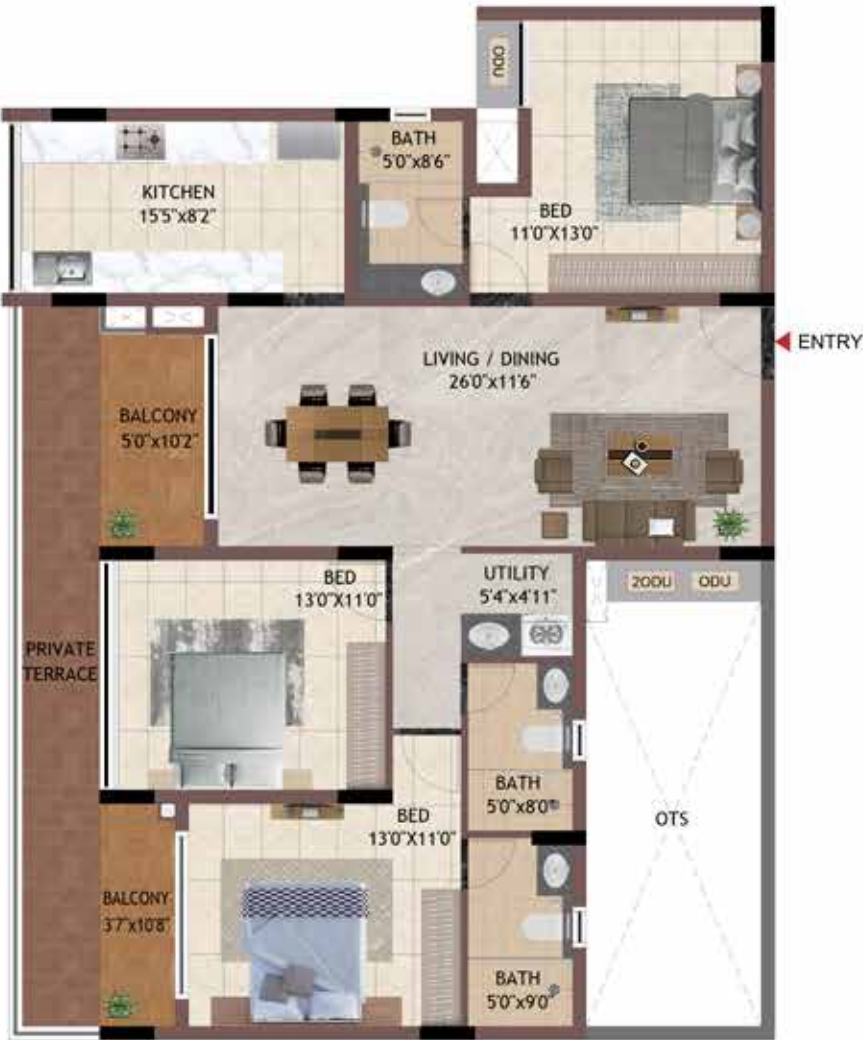 ODU
BATH
5'0"x8'6"
KITCHEN
15'5"x8'2"
BED
11'0"X13'0"
LIVING / DINING
26'0"x11'6"
ENTRY
BALCONY
5'0"x10'2"
BED
13'0"X11'0"
UTILITY
5'4"x4'11"
2ODU
ODU
PRIVATE
TERRACE
BATH
5'0"x8'0"
OTS
BED
13'0"X11'0"
BALCONY
3'7"x10'8"
BATH
5'0"x9'0"